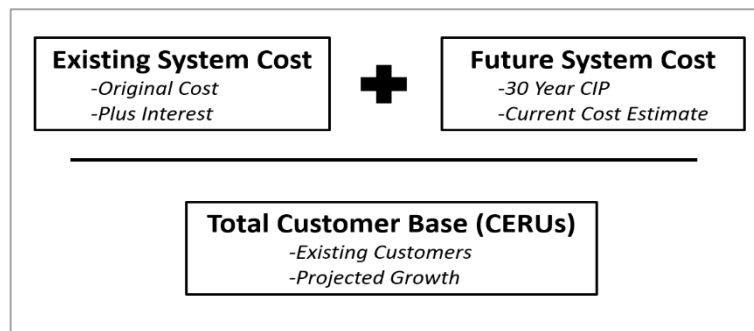 Existing System Cost
-Original Cost
-Plus Interest
Future System Cost
-30 Year CIP
-Current Cost Estimate
Total Customer Base (CERUs)
-Existing Customers
-Projected Growth